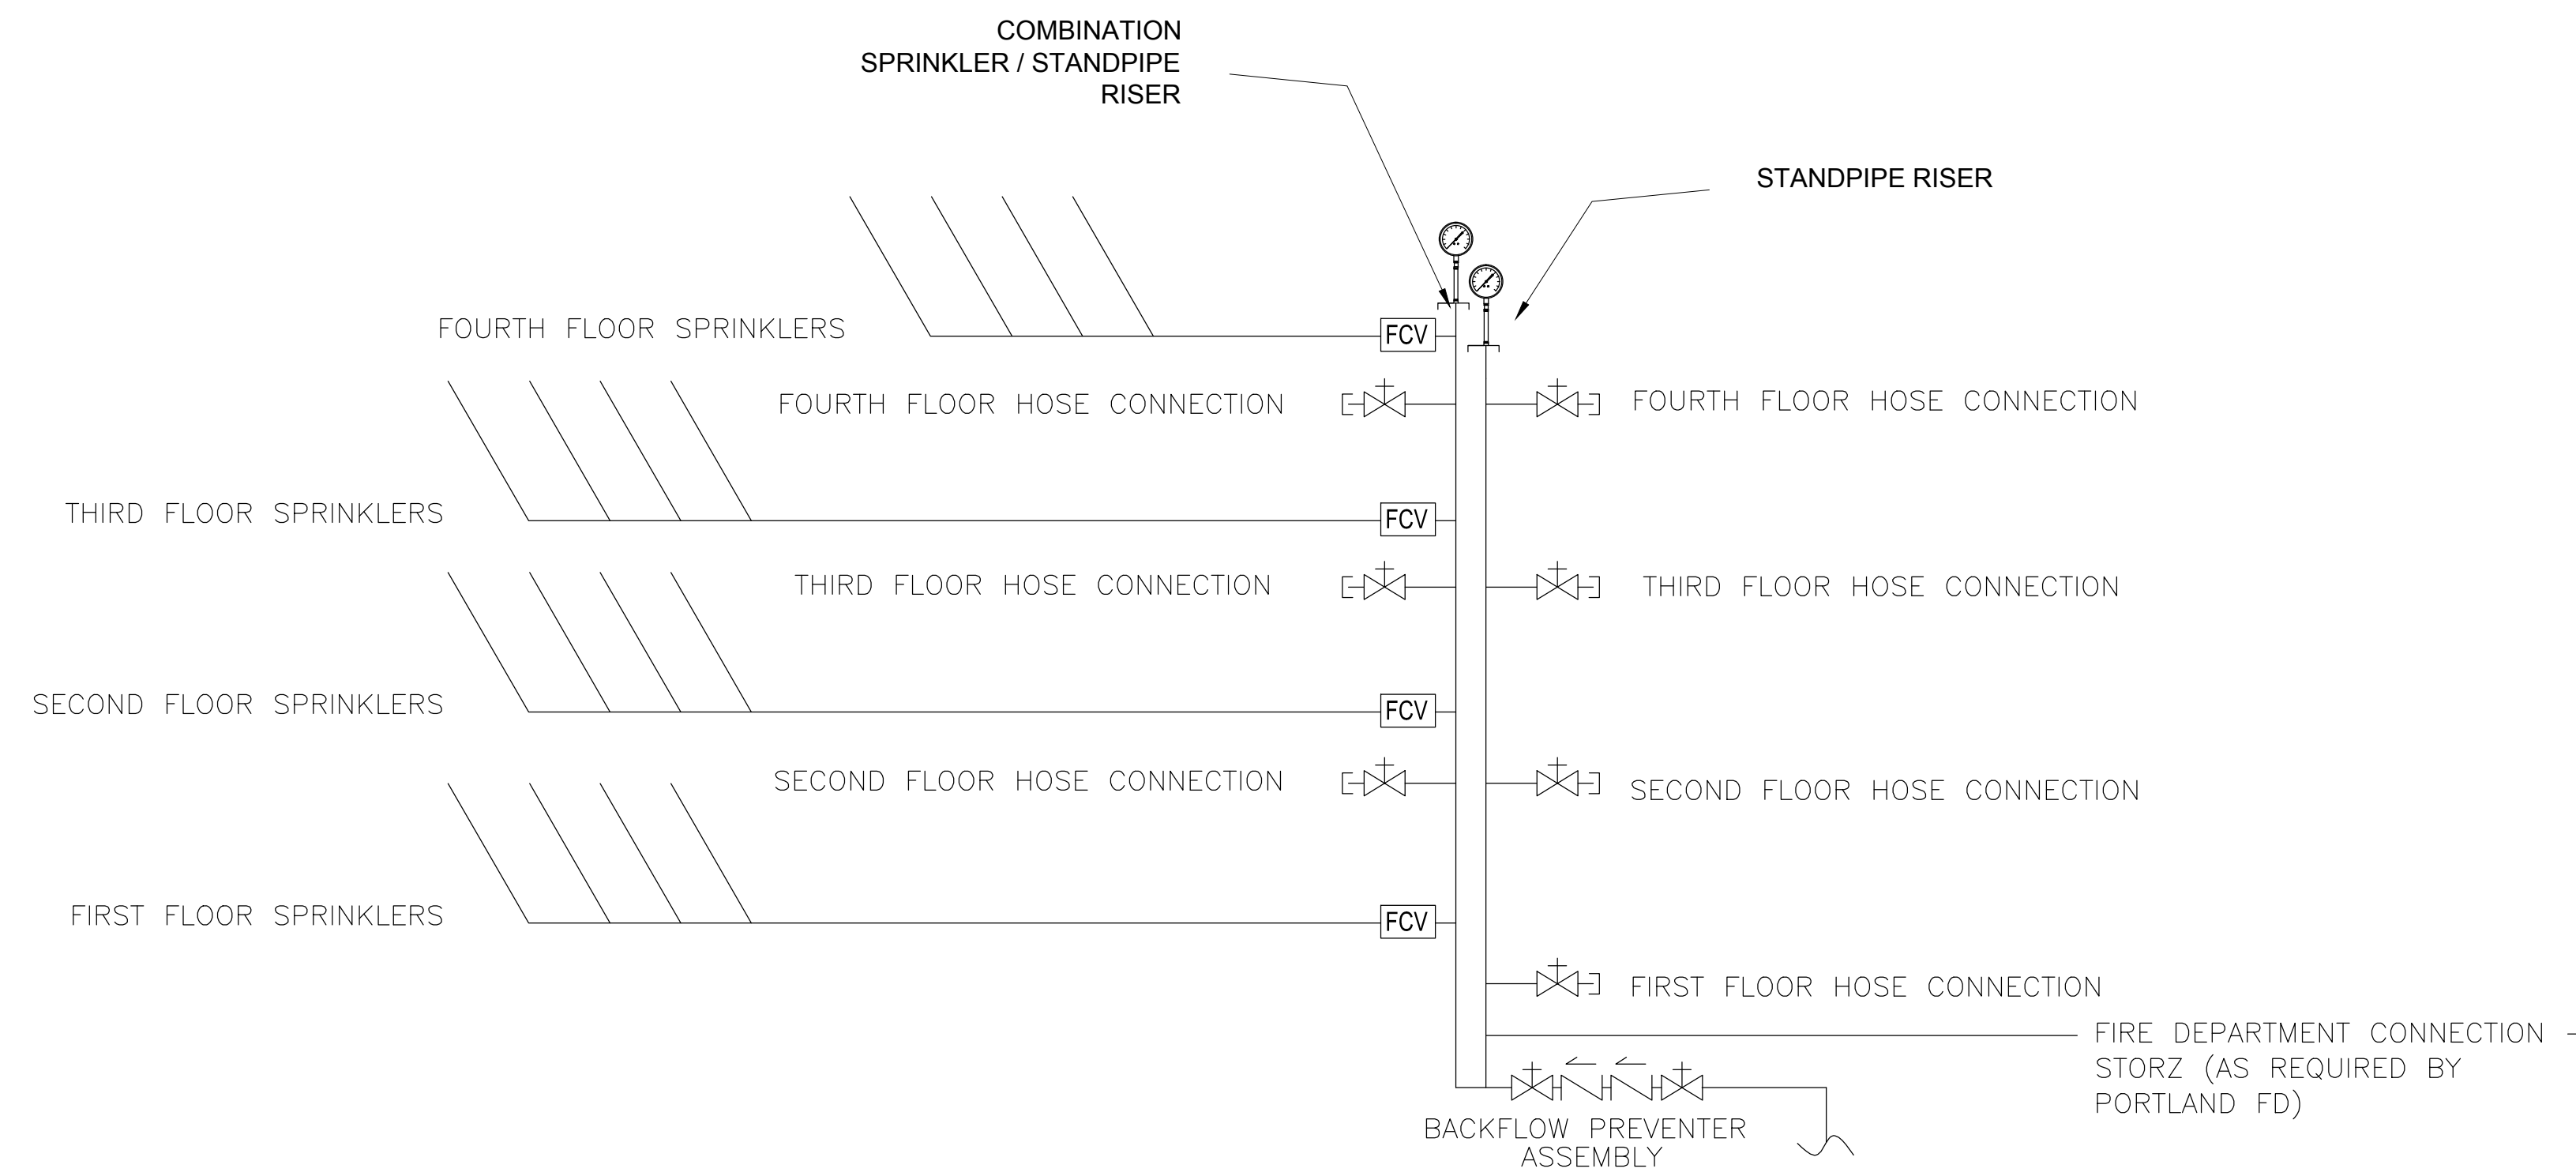 COMBINATION
SPRINKLER / STANDPIPE
RISER
STANDPIPE RISER
FOURTH FLOOR SPRINKLERS
FCV
FOURTH FLOOR HOSE CONNECTION
FOURTH FLOOR HOSE CONNECTION
THIRD FLOOR SPRINKLERS
FCV
THIRD FLOOR HOSE CONNECTION
THIRD FLOOR HOSE CONNECTION
SECOND FLOOR SPRINKLERS
FCV
SECOND FLOOR HOSE CONNECTION
SECOND FLOOR HOSE CONNECTION
FIRST FLOOR SPRINKLERS
FCV
FIRST FLOOR HOSE CONNECTION
FIRE DEPARTMENT CONNECTION -
STORZ (AS REQUIRED BY
PORTLAND FD)
BACKFLOW PREVENTER
ASSEMBLY